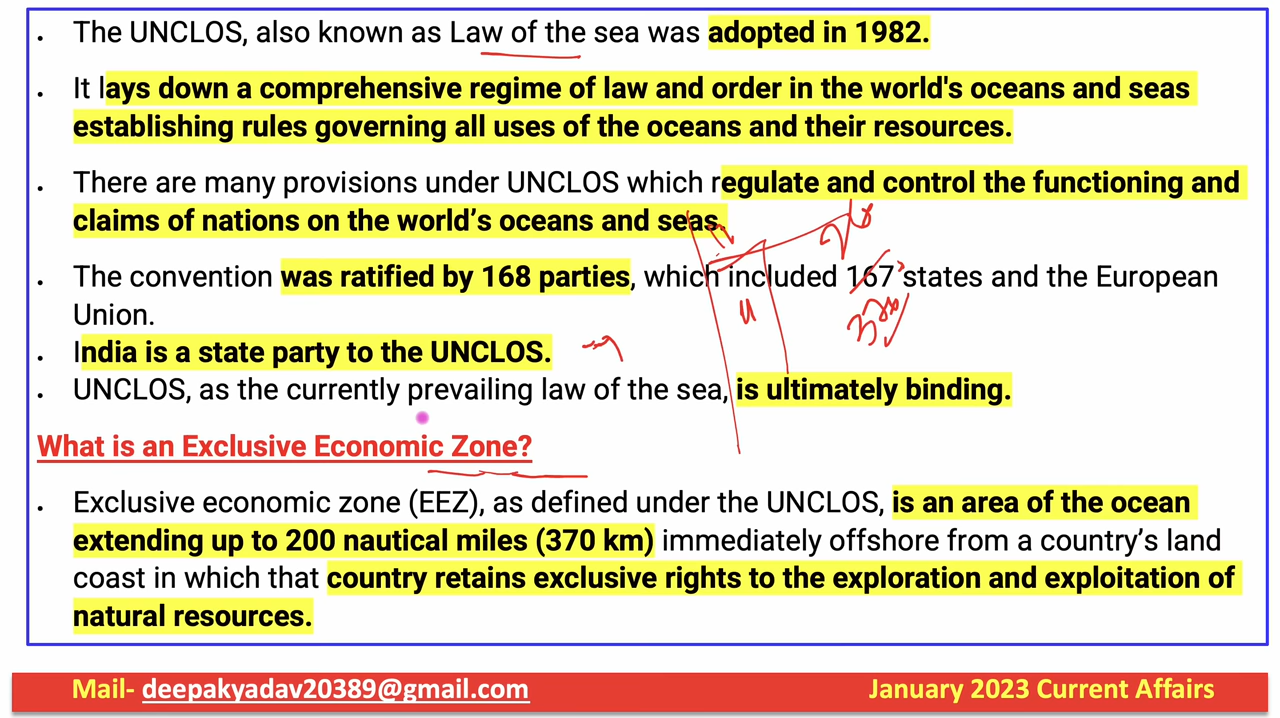 • The UNCLOS, also known as Law of the sea was adopted in 1982.
• It lays down a comprehensive regime of law and order in the world's oceans and seas
establishing rules governing all uses of the oceans and their resources.
• There are many provisions under UNCLOS which regulate and control the functioning and
claims of nations on the world’s oceans and seas.
• The convention was ratified by 168 parties, which included 167 states and the European
Union.
• India is a state party to the UNCLOS.
• UNCLOS, as the currently prevailing law of the sea, is ultimately binding.
What is an Exclusive Economic Zone?
• Exclusive economic zone (EEZ), as defined under the UNCLOS, is an area of the ocean
extending up to 200 nautical miles (370 km) immediately offshore from a country’s land
coast in which that country retains exclusive rights to the exploration and exploitation of
natural resources.
Mail- deepakyadav20389@gmail.com
January 2023 Current Affairs